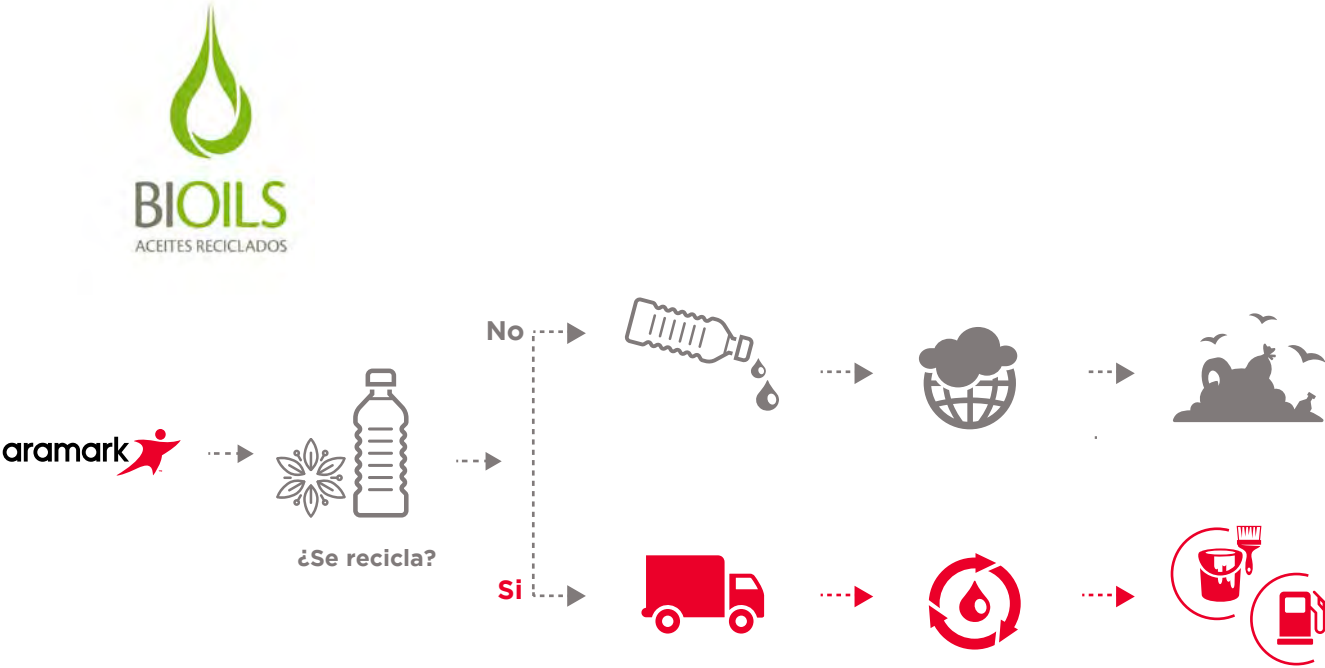 BIOILS
ACEITES RECICLADOS
No
aramark
¿Se recicla?
Si